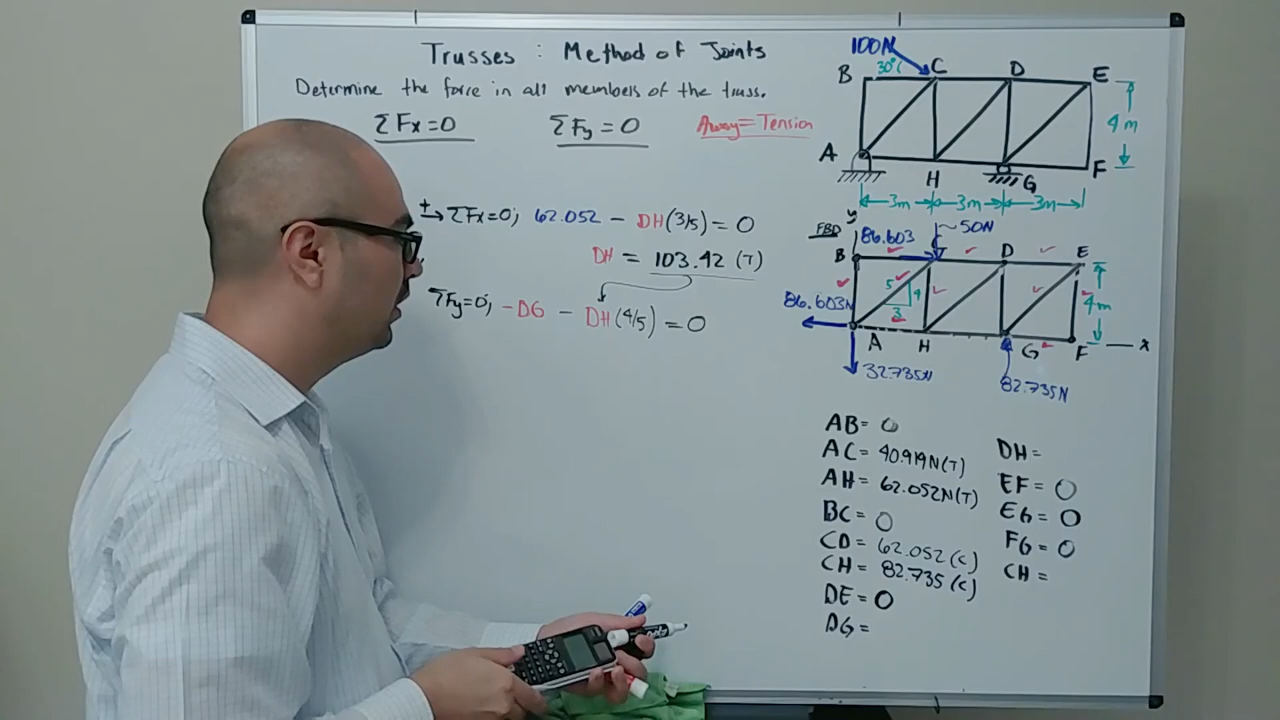 Trusses : Method of Joints
Determine the force in all members of the truss.
ΣFx=0 ΣFy=0 Away=Tension
+→ ΣFx=0; 62.052 - DH(3/5) = 0
DH = 103.42 (T)
ΣFy=0; -DG - DH(4/5) = 0
100N
30°
B C D E
4 m
A H G F
3m 3m 3m
y
FBD 86.603 50N
B D E
5 4
3
4m
86.603N
A H G F x
32.735N 82.735N
AB= 0
AC= 40.919N(T)
AH= 62.052N(T)
BC= 0
CD= 62.052 (C)
CH= 82.735 (C)
DE= 0
DG=
DH=
EF= 0
EG= 0
FG= 0
CH=